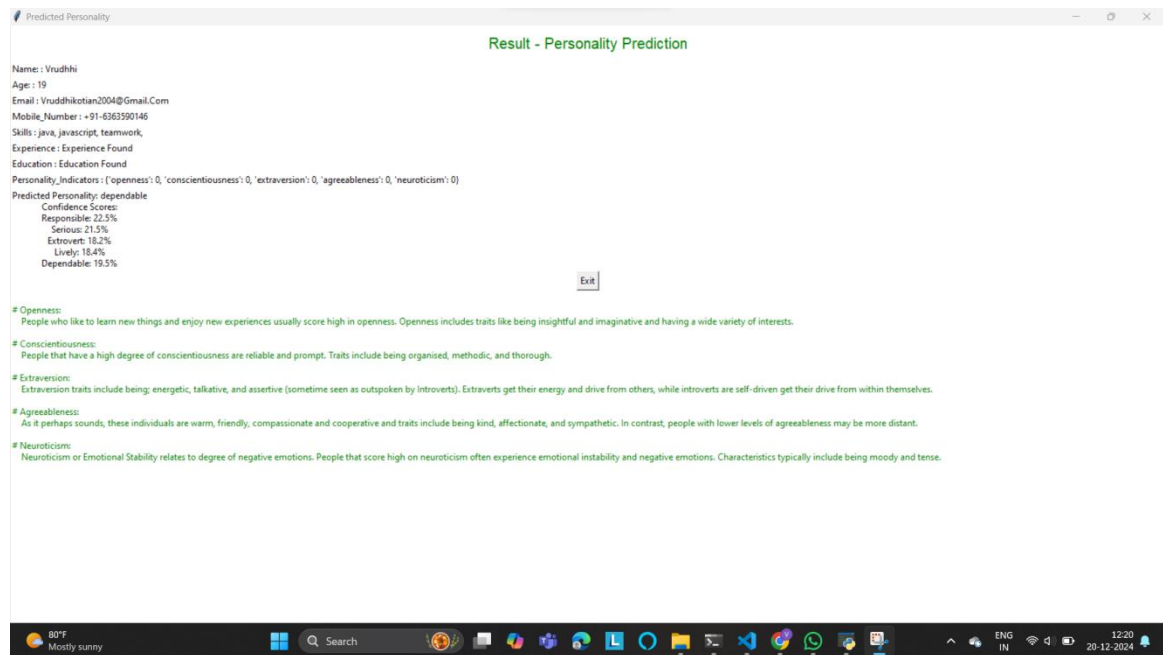 Predicted Personality
Result - Personality Prediction
Name: : Vrudhhi
Age: : 19
Email : Vruddhikotian2004@Gmail.Com
Mobile_Number : +91-6363590146
Skills : java, javascript, teamwork,
Experience : Experience Found
Education : Education Found
Personality_Indicators : {'openness': 0, 'conscientiousness': 0, 'extraversion': 0, 'agreeableness': 0, 'neuroticism': 0}
Predicted Personality: dependable
Confidence Scores:
Responsible: 22.5%
Serious: 21.5%
Extrovert: 18.2%
Lively: 18.4%
Dependable: 19.5%
Exit
# Openness:
People who like to learn new things and enjoy new experiences usually score high in openness. Openness includes traits like being insightful and imaginative and having a wide variety of interests.
# Conscientiousness:
People that have a high degree of conscientiousness are reliable and prompt. Traits include being organised, methodic, and thorough.
# Extraversion:
Extraversion traits include being; energetic, talkative, and assertive (sometime seen as outspoken by Introverts). Extraverts get their energy and drive from others, while introverts are self-driven get their drive from within themselves.
# Agreeableness:
As it perhaps sounds, these individuals are warm, friendly, compassionate and cooperative and traits include being kind, affectionate, and sympathetic. In contrast, people with lower levels of agreeableness may be more distant.
# Neuroticism:
Neuroticism or Emotional Stability relates to degree of negative emotions. People that score high on neuroticism often experience emotional instability and negative emotions. Characteristics typically include being moody and tense.
80°F
Mostly sunny
Search
L
ENG
IN
12:20
20-12-2024